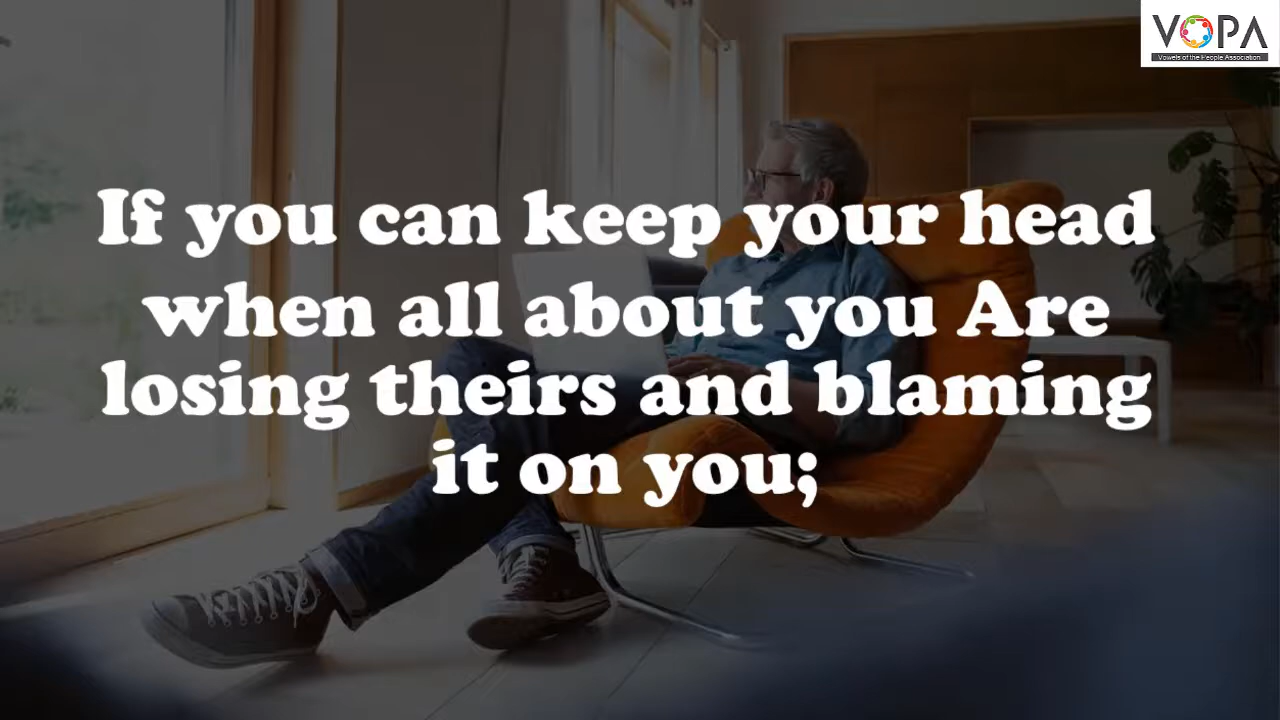 VOPA
Vowels of the People Association
If you can keep your head
when all about you Are
losing theirs and blaming
it on you;